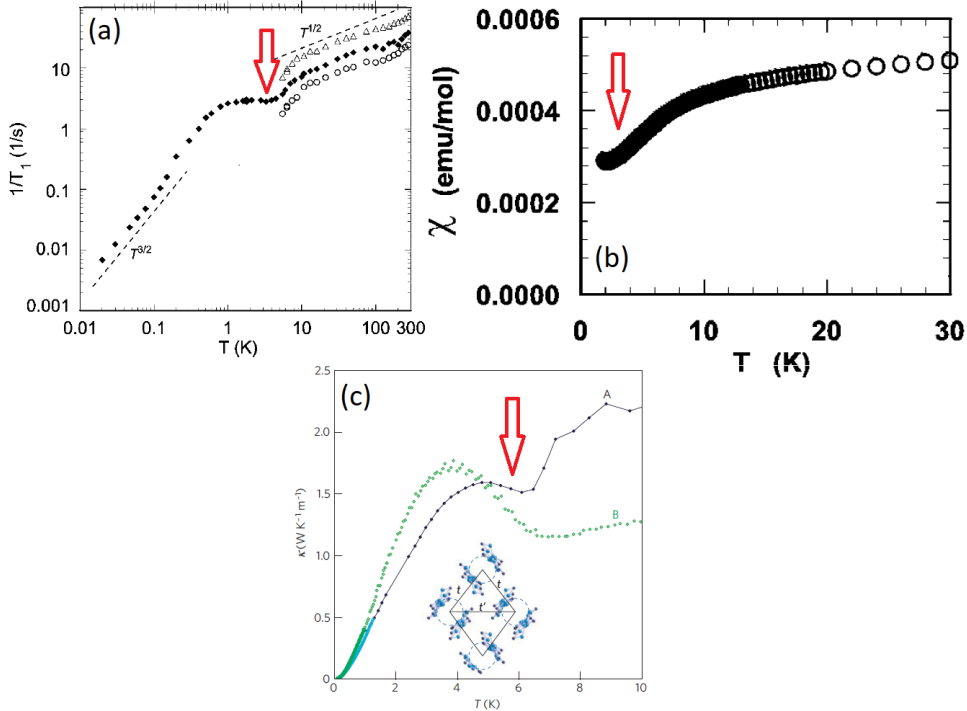 (a)
T1/2
10
1
0.1
0.01
0.001
1/T1 (1/s)
T3/2
0.01 0.1 1 10 100 300
T (K)
0.0006
0.0004
0.0002
0.0000
χ (emu/mol)
(b)
0 10 20 30
T (K)
(c)
2.5
2.0
1.5
1.0
0.5
0
κ (W K−1 m−1)
A
B
t t
t'
0 2 4 6 8 10
T (K)